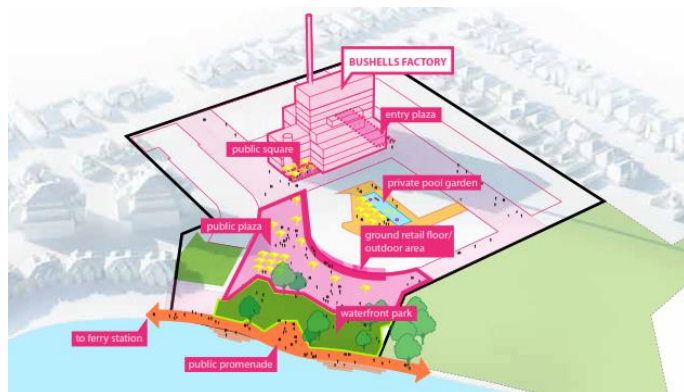 BUSHELLS FACTORY
entry plaza
public square
private pool garden
public plaza
ground retail floor/
outdoor area
waterfront park
to ferry station
public promenade